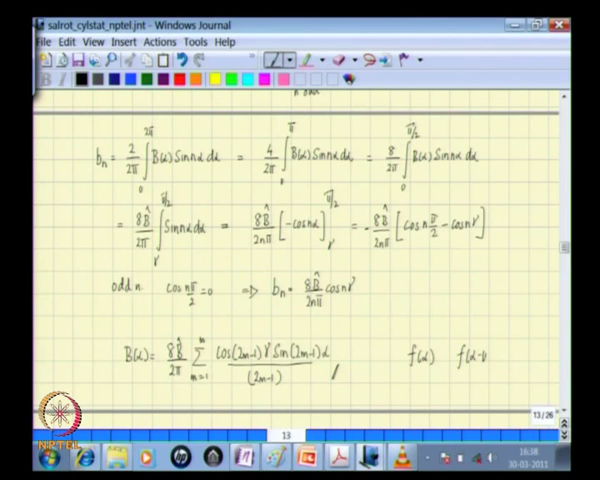 salrot_cylstat_nptel.jnt - Windows Journal
File Edit View Insert Actions Tools Help
b_n = 2/2π ∫_0^{2π} B(α) Sin nα dα = 4/2π ∫_0^{π} B(α) Sin nα dα = 8/2π ∫_0^{π/2} B(α) Sin nα dα
= 8B̂/2π ∫_γ^{π/2} Sin nα dα = 8B̂/2nπ [-cos nα]_γ^{π/2} = -8B̂/2nπ [cos n π/2 - cos nγ]
odd n. cos nπ/2 = 0 ⇒ b_n = 8B̂/2nπ cos nγ
B(α) = 8B̂/2π Σ_{m=1}^{∞} cos(2m-1)γ Sin(2m-1)α / (2m-1) f(α) f(α-
13 / 26
13
NPTEL
16:38
30-03-2011